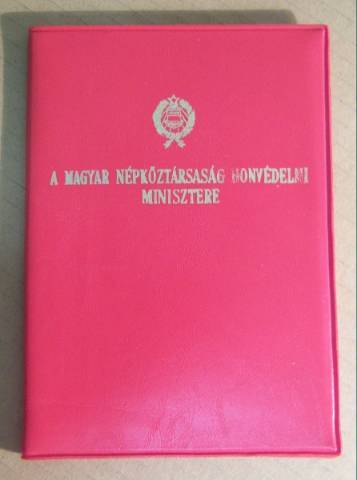 A MAGYAR NÉPKÖZTÁRSASÁG HONVÉDELMI
MINISZTERE